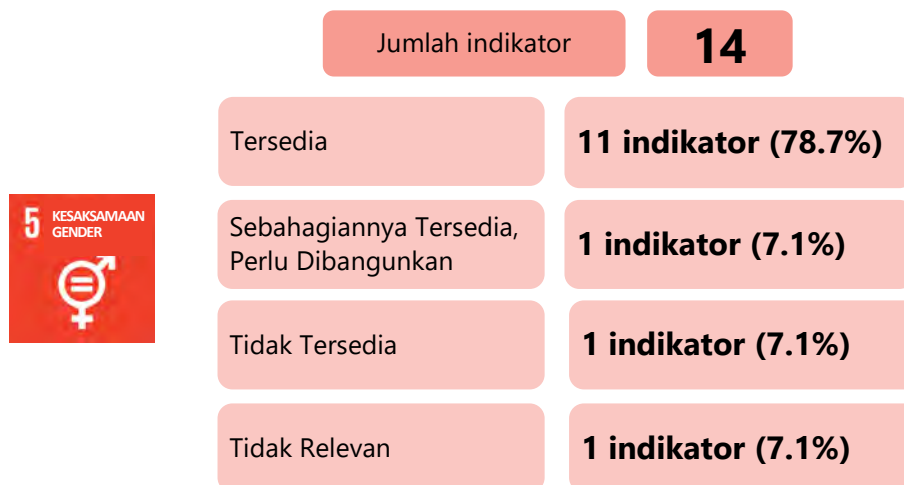 Jumlah indikator
14
Tersedia
11 indikator (78.7%)
5 KESAKSAMAAN
GENDER
Sebahagiannya Tersedia,
Perlu Dibangunkan
1 indikator (7.1%)
Tidak Tersedia
1 indikator (7.1%)
Tidak Relevan
1 indikator (7.1%)